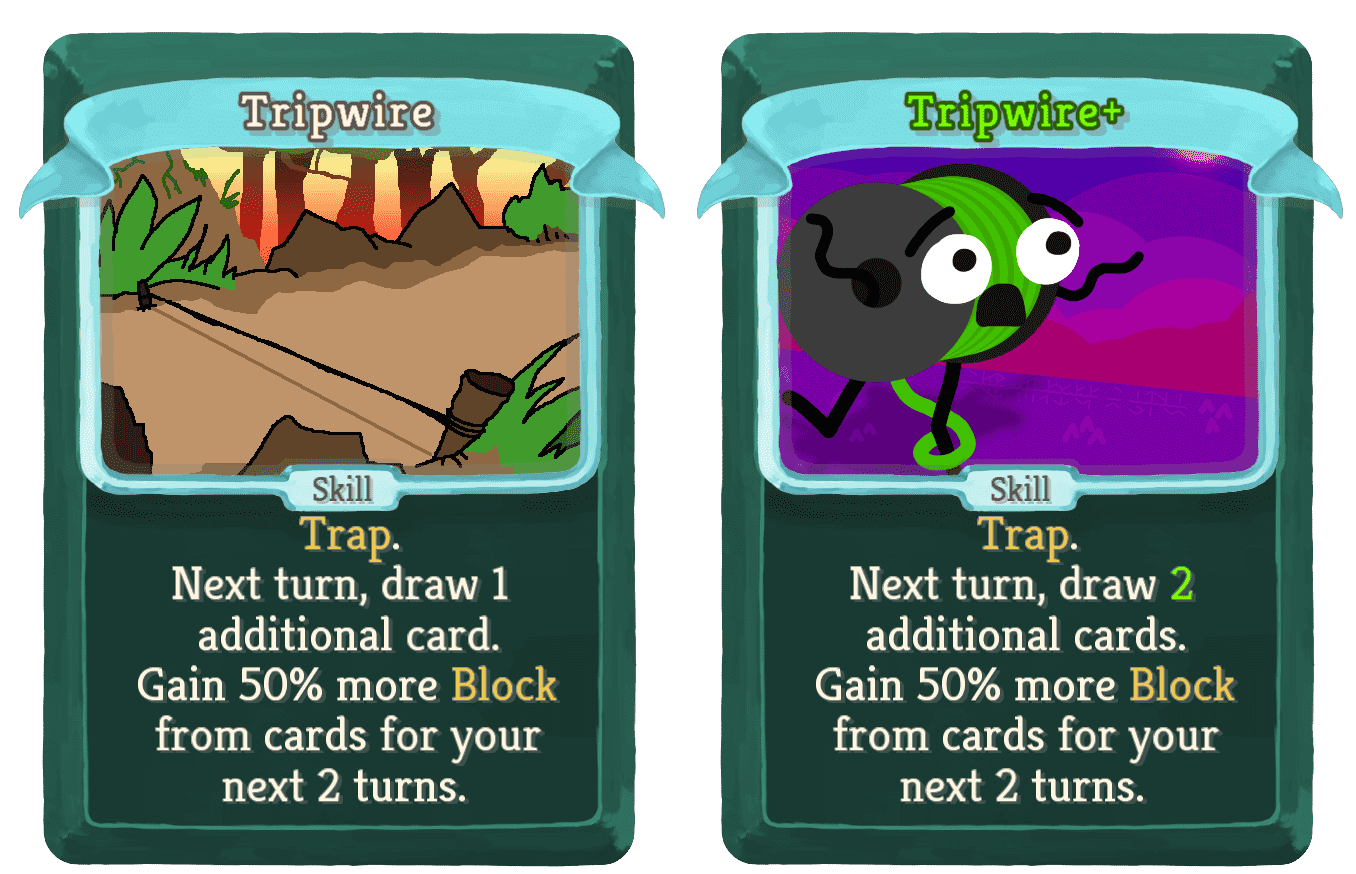 Tripwire
Skill
Trap.
Next turn, draw 1
additional card.
Gain 50% more Block
from cards for your
next 2 turns.
Tripwire+
Skill
Trap.
Next turn, draw 2
additional cards.
Gain 50% more Block
from cards for your
next 2 turns.